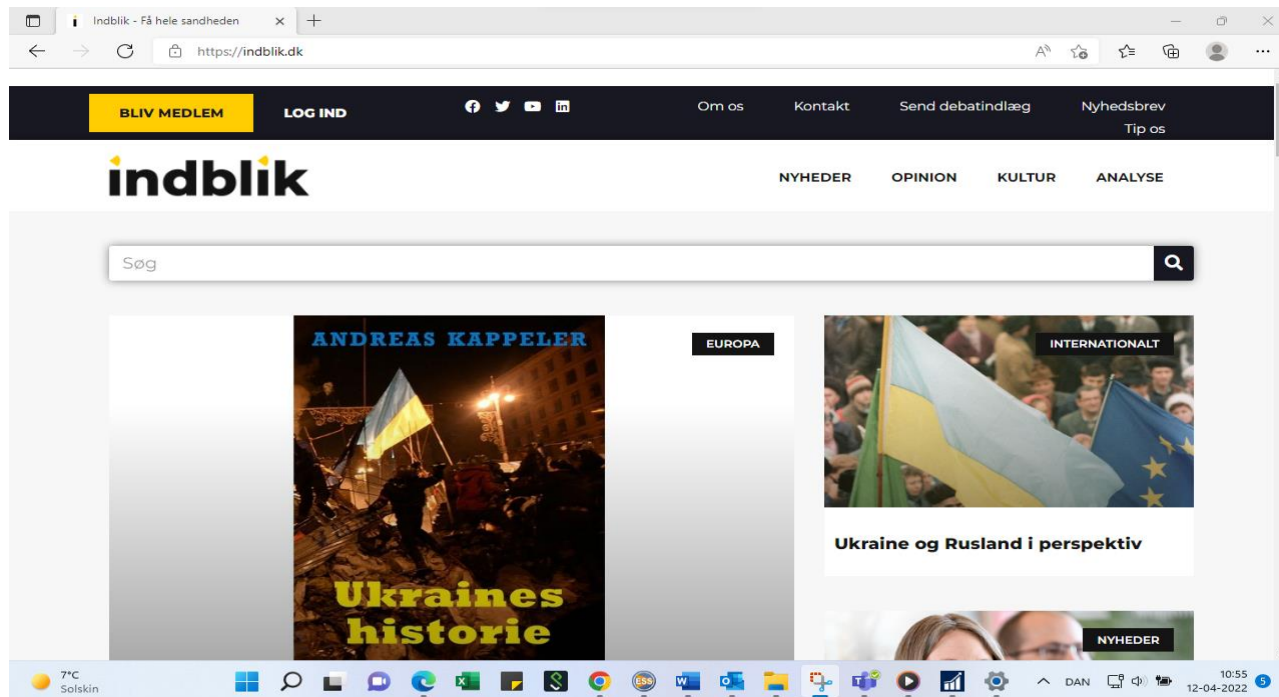 Indblik - Få hele sandheden
https://indblik.dk
BLIV MEDLEM LOG IND Om os Kontakt Send debatindlæg Nyhedsbrev
Tip os
indblik NYHEDER OPINION KULTUR ANALYSE
Søg
ANDREAS KAPPELER
EUROPA
INTERNATIONALT
Ukraines
historie
Ukraine og Rusland i perspektiv
NYHEDER
7°C
Solskin
DAN
10:55
12-04-2022
5